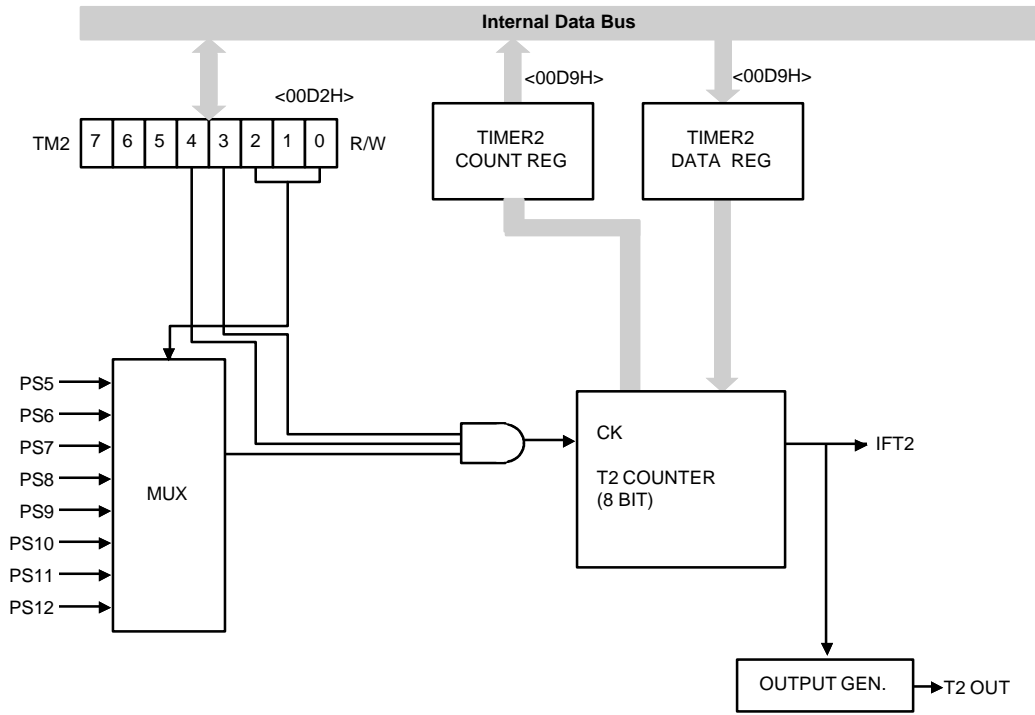 Internal Data Bus
<00D2H>
<00D9H>
<00D9H>
TM2 7 6 5 4 3 2 1 0 R/W
TIMER2
COUNT REG
TIMER2
DATA REG
PS5
PS6
PS7
PS8
PS9
PS10
PS11
PS12
MUX
CK
T2 COUNTER
(8 BIT)
IFT2
OUTPUT GEN.
T2 OUT